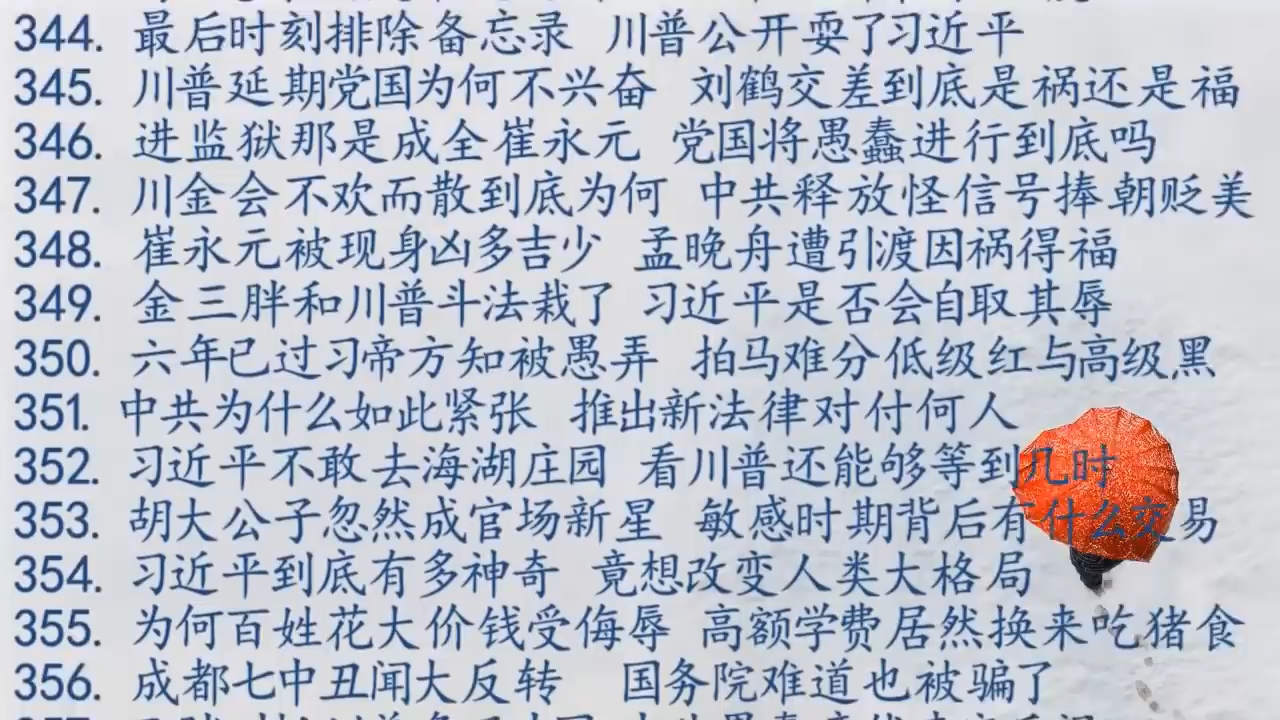 344. 最后时刻排除备忘录 川普公开耍了习近平
345. 川普延期党国为何不兴奋 刘鹤交差到底是祸还是福
346. 进监狱那是成全崔永元 党国将愚蠢进行到底吗
347. 川金会不欢而散到底为何 中共释放怪信号捧朝贬美
348. 崔永元被现身凶多吉少 孟晚舟遭引渡因祸得福
349. 金三胖和川普斗法栽了 习近平是否会自取其辱
350. 六年已过习帝方知被愚弄 拍马难分低级红与高级黑
351. 中共为什么如此紧张 推出新法律对付何人
352. 习近平不敢去海湖庄园 看川普还能够等到几时
353. 胡大公子忽然成官场新星 敏感时期背后有什么交易
354. 习近平到底有多神奇 竟想改变人类大格局
355. 为何百姓花大价钱受侮辱 高额学费居然换来吃猪食
356. 成都七中丑闻大反转 国务院难道也被骗了